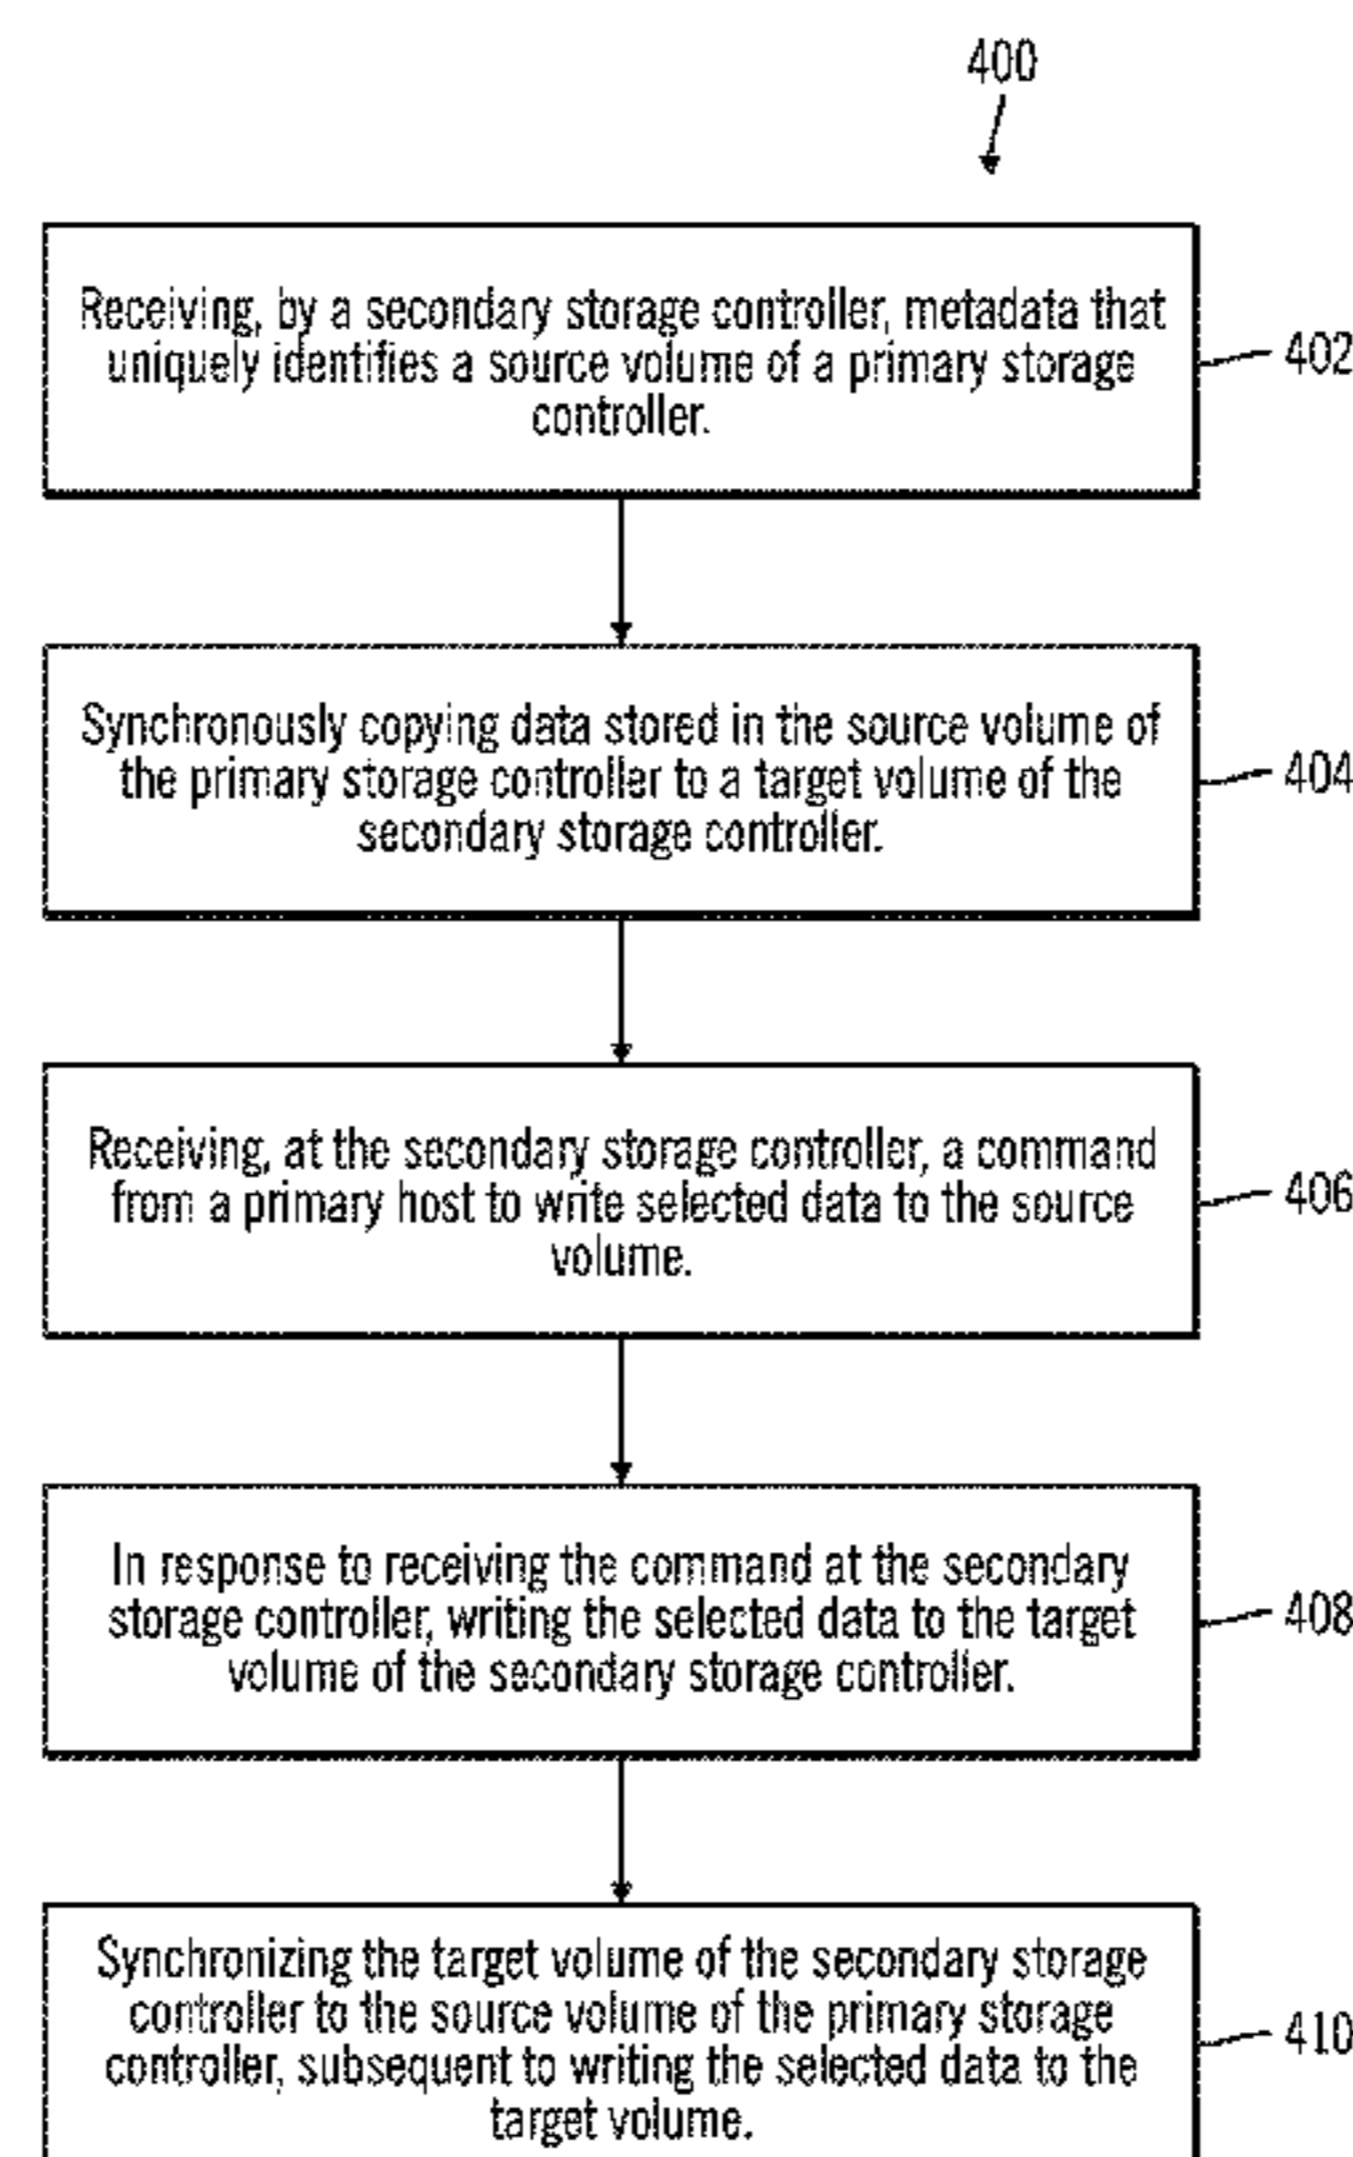 400
Receiving, by a secondary storage controller, metadata that
uniquely identifies a source volume of a primary storage
controller.
402
Synchronously copying data stored in the source volume of
the primary storage controller to a target volume of the
secondary storage controller.
404
Receiving, at the secondary storage controller, a command
from a primary host to write selected data to the source
volume.
406
In response to receiving the command at the secondary
storage controller, writing the selected data to the target
volume of the secondary storage controller.
408
Synchronizing the target volume of the secondary storage
controller to the source volume of the primary storage
controller, subsequent to writing the selected data to the
target volume.
410